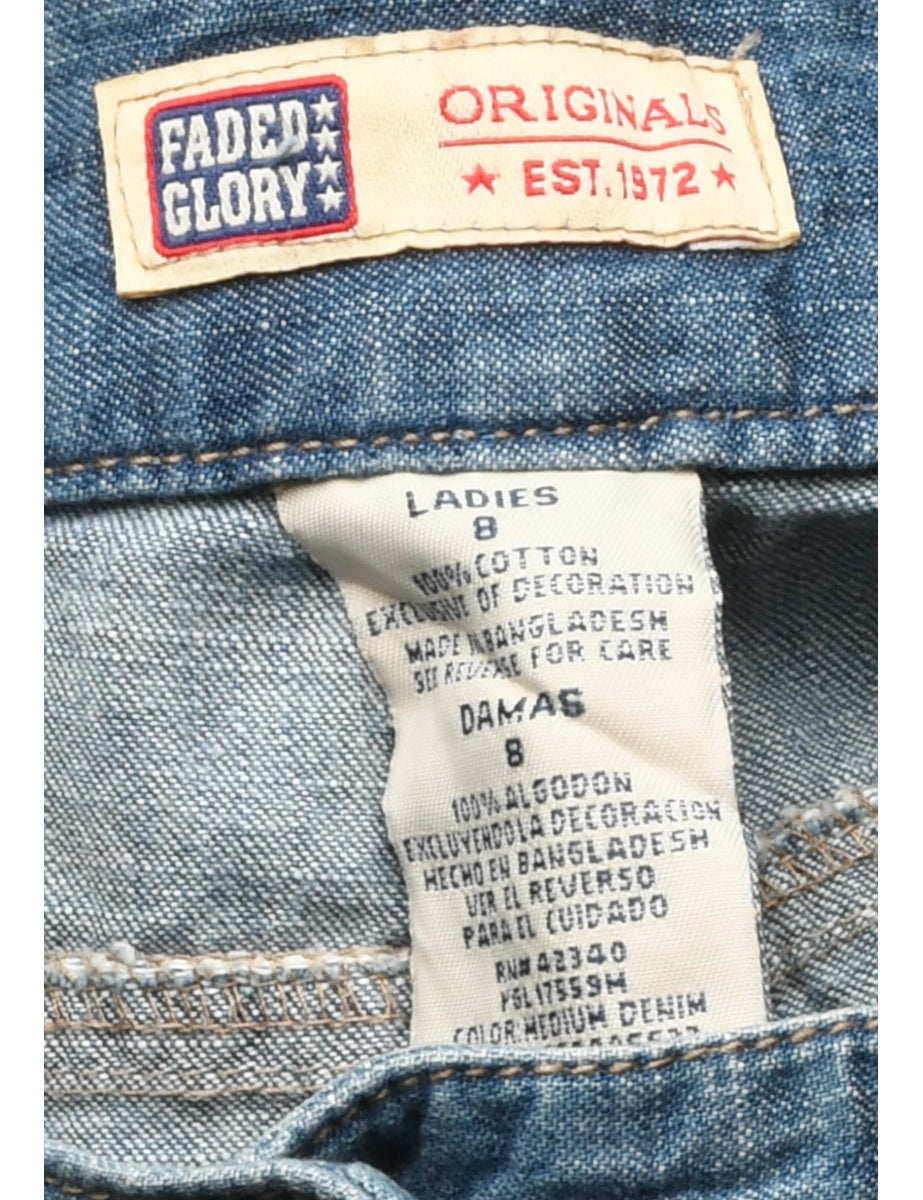 FADED
GLORY
ORIGINALS
EST. 1972
LADIES
8
100% COTTON
EXCLUSIVE OF DECORATION
MADE IN BANGLADESH
SEE REVERSE FOR CARE
DAMAS
8
100% ALGODON
EXCLUYENDO LA DECORACION
HECHO EN BANGLADESH
VER EL REVERSO
PARA EL CUIDADO
RN# 42340
COLOR: MEDIUM DENIM